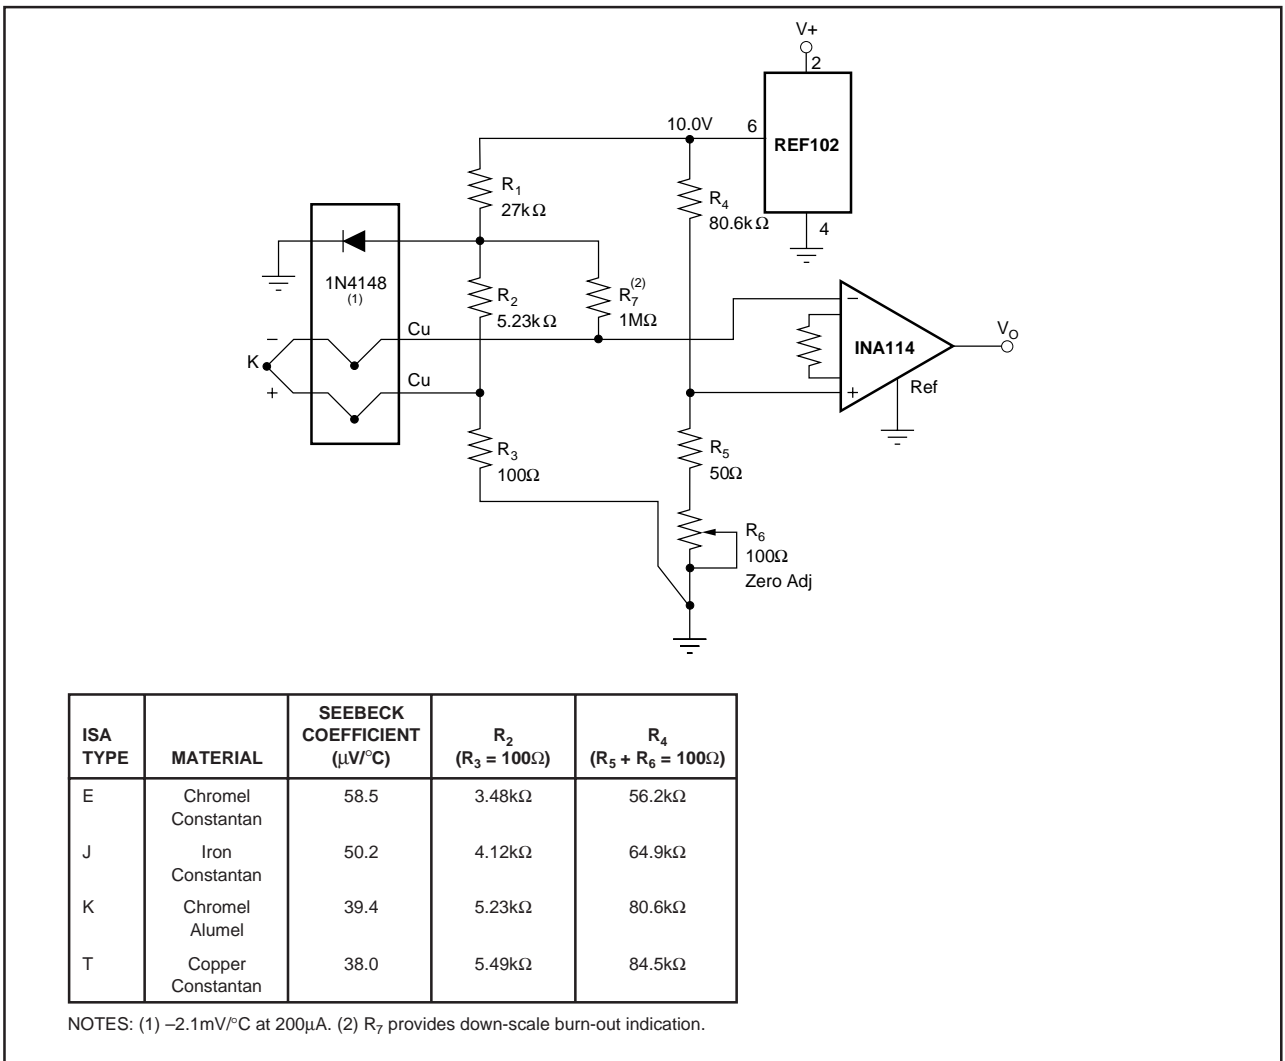 V+
2
10.0V
6
REF102
R1
27kΩ
R4
80.6kΩ
4
1N4148
(1)
R2
5.23kΩ
R7(2)
1MΩ
Cu
–
K
Cu
+
–
INA114
VO
+
Ref
R3
100Ω
R5
50Ω
R6
100Ω
Zero Adj
ISA TYPE MATERIAL SEEBECK COEFFICIENT (μV/°C) R2 (R3 = 100Ω) R4 (R5 + R6 = 100Ω)
E Chromel Constantan 58.5 3.48kΩ 56.2kΩ
J Iron Constantan 50.2 4.12kΩ 64.9kΩ
K Chromel Alumel 39.4 5.23kΩ 80.6kΩ
T Copper Constantan 38.0 5.49kΩ 84.5kΩ
NOTES: (1) –2.1mV/°C at 200μA. (2) R7 provides down-scale burn-out indication.